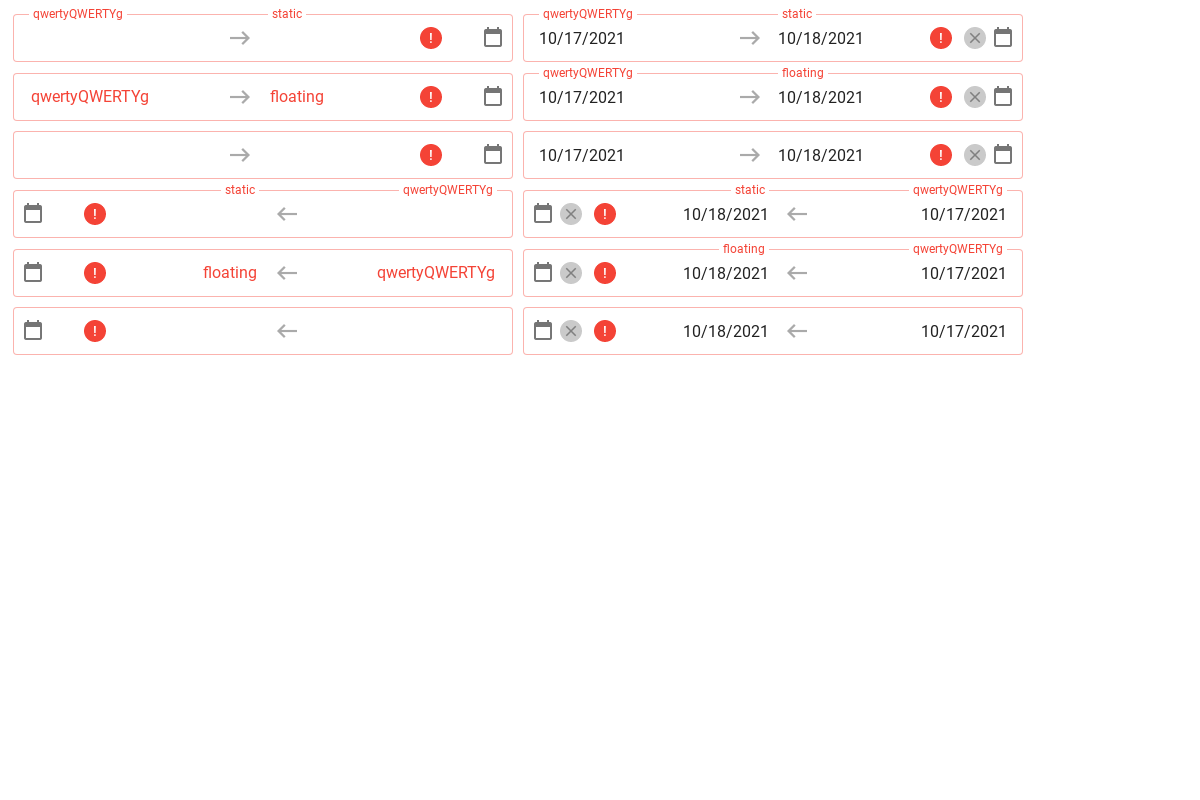 qwertyQWERTYg static qwertyQWERTYg static
10/17/2021 10/18/2021
qwertyQWERTYg floating
qwertyQWERTYg floating 10/17/2021 10/18/2021
10/17/2021 10/18/2021
static qwertyQWERTYg static qwertyQWERTYg
10/18/2021 10/17/2021
floating qwertyQWERTYg
floating qwertyQWERTYg 10/18/2021 10/17/2021
10/18/2021 10/17/2021